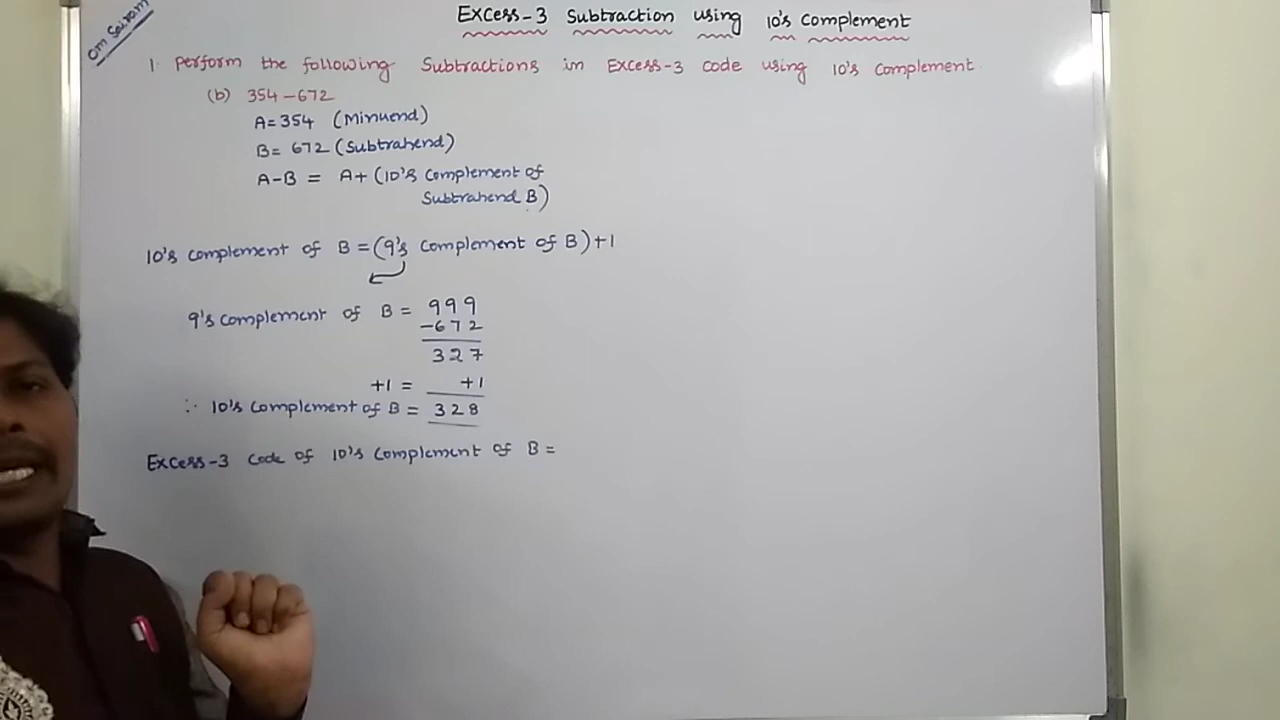 Om Sairam
Excess-3 Subtraction using 10's Complement
1. Perform the following Subtractions in Excess-3 code using 10's complement
(b) 354-672
A=354 (Minuend)
B= 672 (Subtrahend)
A-B = A+ (10's complement of
Subtrahend B)
10's complement of B =(9's complement of B)+1
9's complement of B = 999
-672
327
+1 = +1
∴ 10's complement of B = 328
Excess-3 code of 10's complement of B =